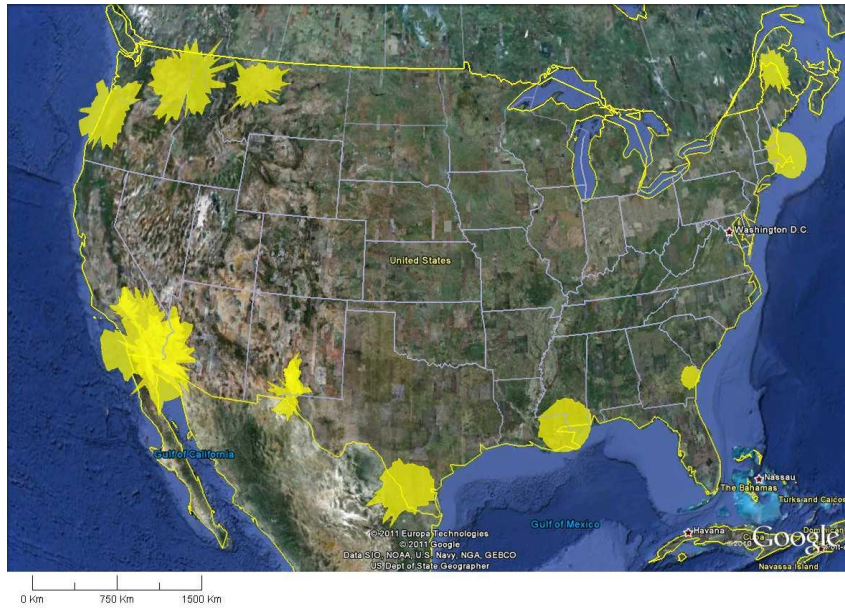 Washington D.C.
United States
Gulf of California
Nassau
The Bahamas
Turks and Caicos
Gulf of Mexico
Havana
Cuba
Dominican
©2011 Europa Technologies
© 2011 Google
Data SIO, NOAA, U.S. Navy, NGA, GEBCO
US Dept of State Geographer
Google
©2010
Navassa Island
0 Km
750 Km
1500 Km